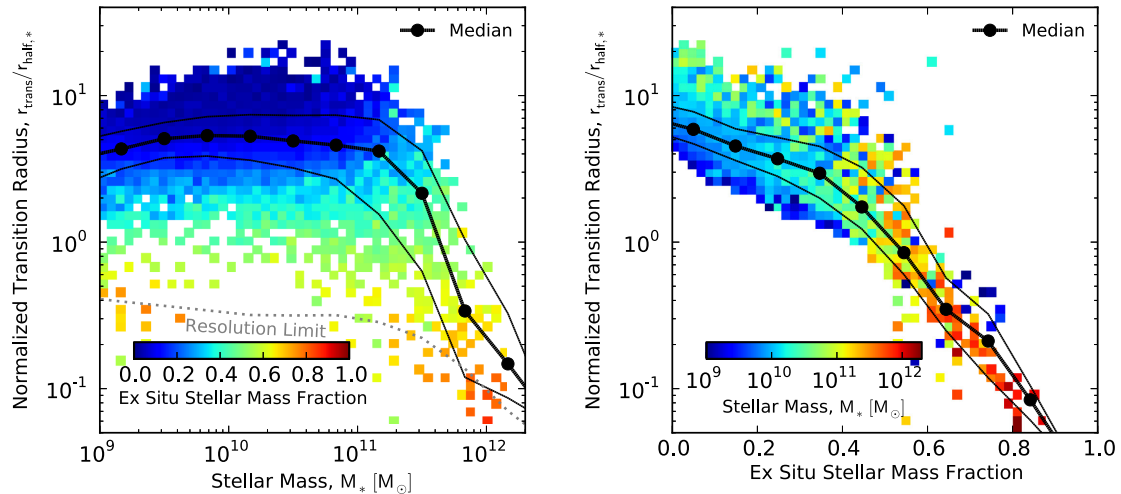 Normalized Transition Radius, r_trans/r_half,*
10^1
10^0
10^-1
Median
Resolution Limit
0.0 0.2 0.4 0.6 0.8 1.0
Ex Situ Stellar Mass Fraction
10^9 10^10 10^11 10^12
Stellar Mass, M_* [M_⊙]
Normalized Transition Radius, r_trans/r_half,*
10^1
10^0
10^-1
Median
10^9 10^10 10^11 10^12
Stellar Mass, M_* [M_⊙]
0.0 0.2 0.4 0.6 0.8 1.0
Ex Situ Stellar Mass Fraction